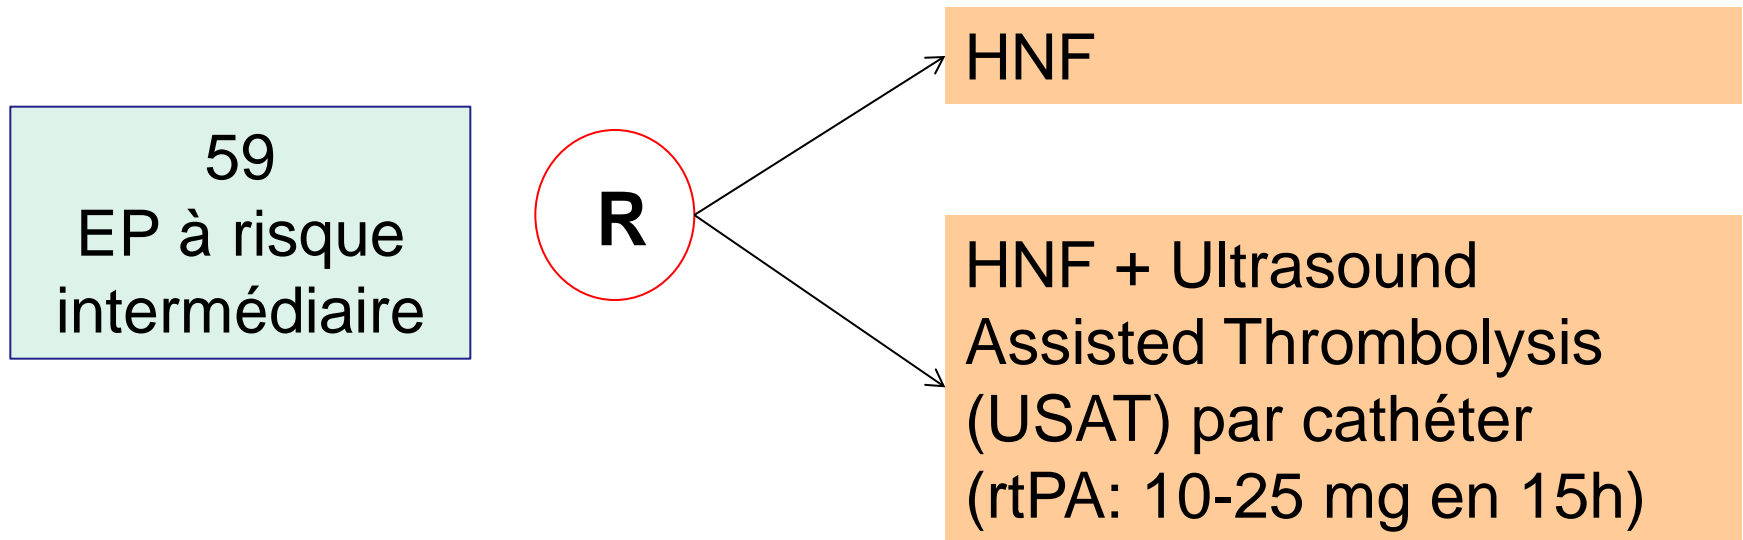 59
EP à risque
intermédiaire
R
HNF
HNF + Ultrasound
Assisted Thrombolysis
(USAT) par cathéter
(rtPA: 10-25 mg en 15h)